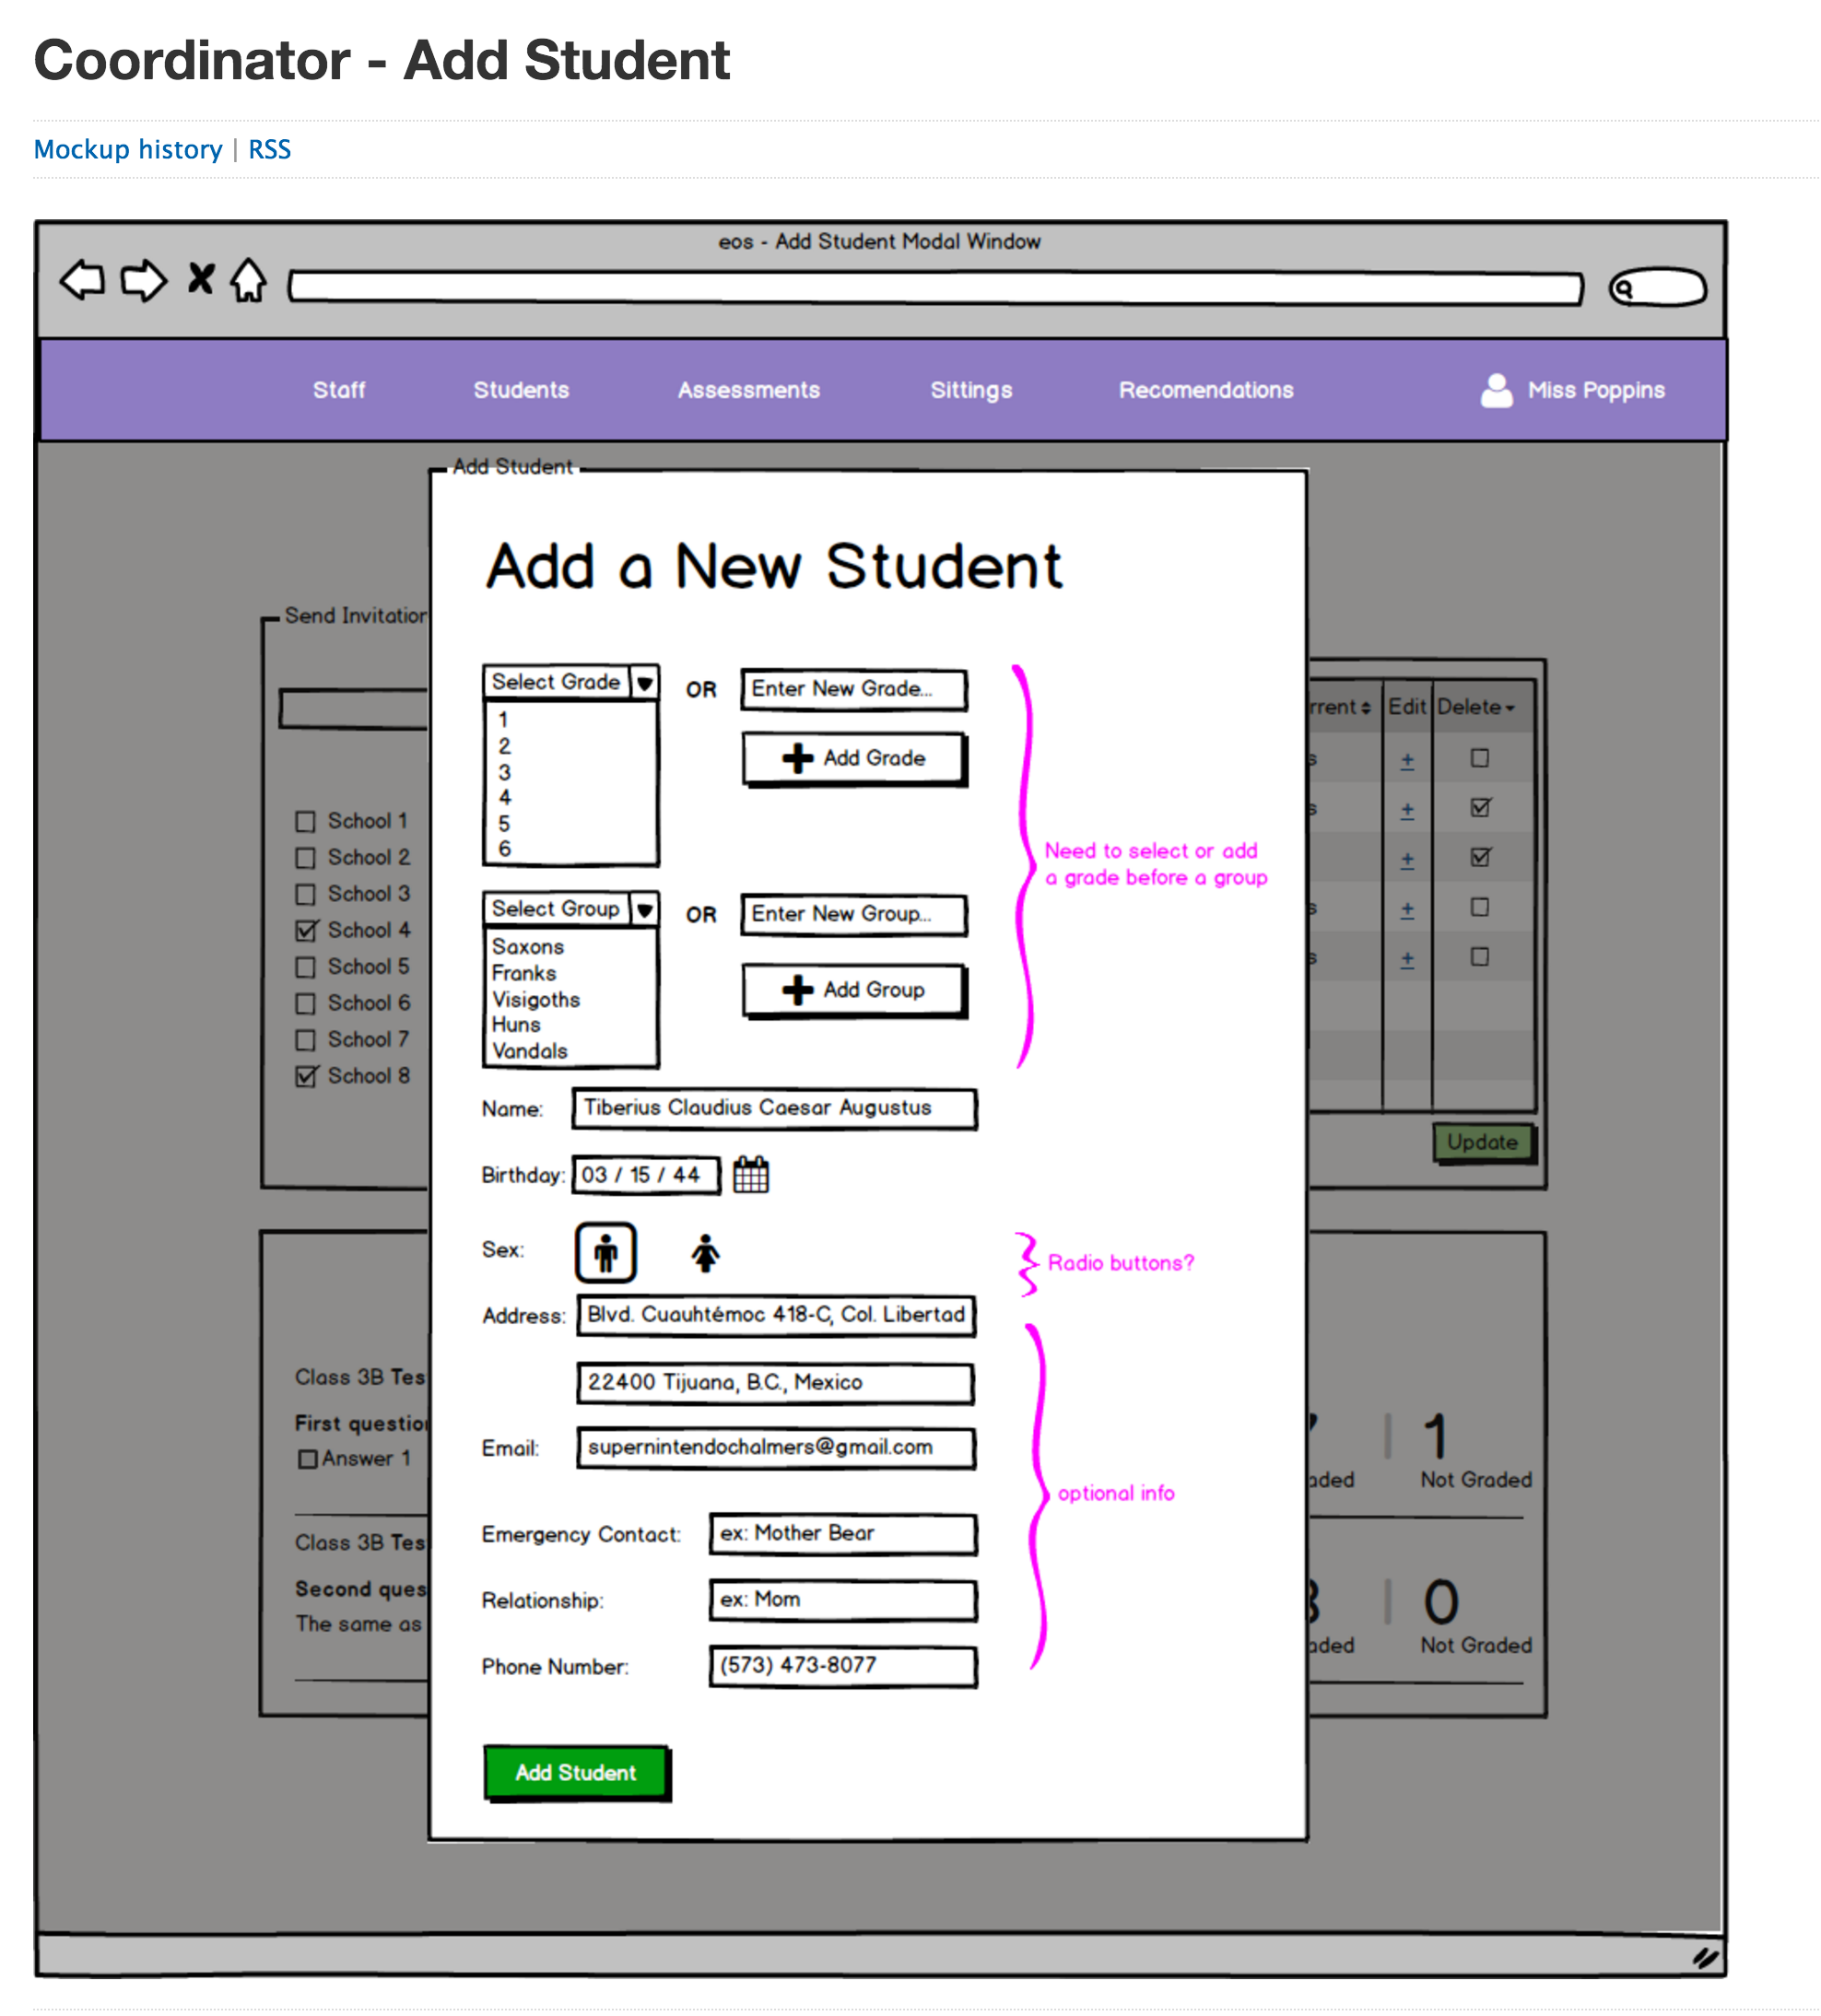 Coordinator - Add Student
Mockup history | RSS
eos - Add Student Modal Window
Staff Students Assessments Sittings Recomendations Miss Poppins
Add Student
Add a New Student
Send Invitation
Select Grade OR Enter New Grade...
1
2
3
4
5
6
Add Grade
Need to select or add
a grade before a group
Select Group OR Enter New Group...
Saxons
Franks
Visigoths
Huns
Vandals
Add Group
School 1
School 2
School 3
School 4
School 5
School 6
School 7
School 8
Edit Delete
Update
Name: Tiberius Claudius Caesar Augustus
Birthday: 03 / 15 / 44
Sex:
Radio buttons?
Address: Blvd. Cuauhtémoc 418-C, Col. Libertad
22400 Tijuana, B.C., Mexico
Email: supernintendochalmers@gmail.com
optional info
Emergency Contact: ex: Mother Bear
Relationship: ex: Mom
Phone Number: (573) 473-8077
Add Student
Class 3B Tes
First question
Answer 1
Class 3B Tes
Second ques
The same as
1
Not Graded
0
Not Graded